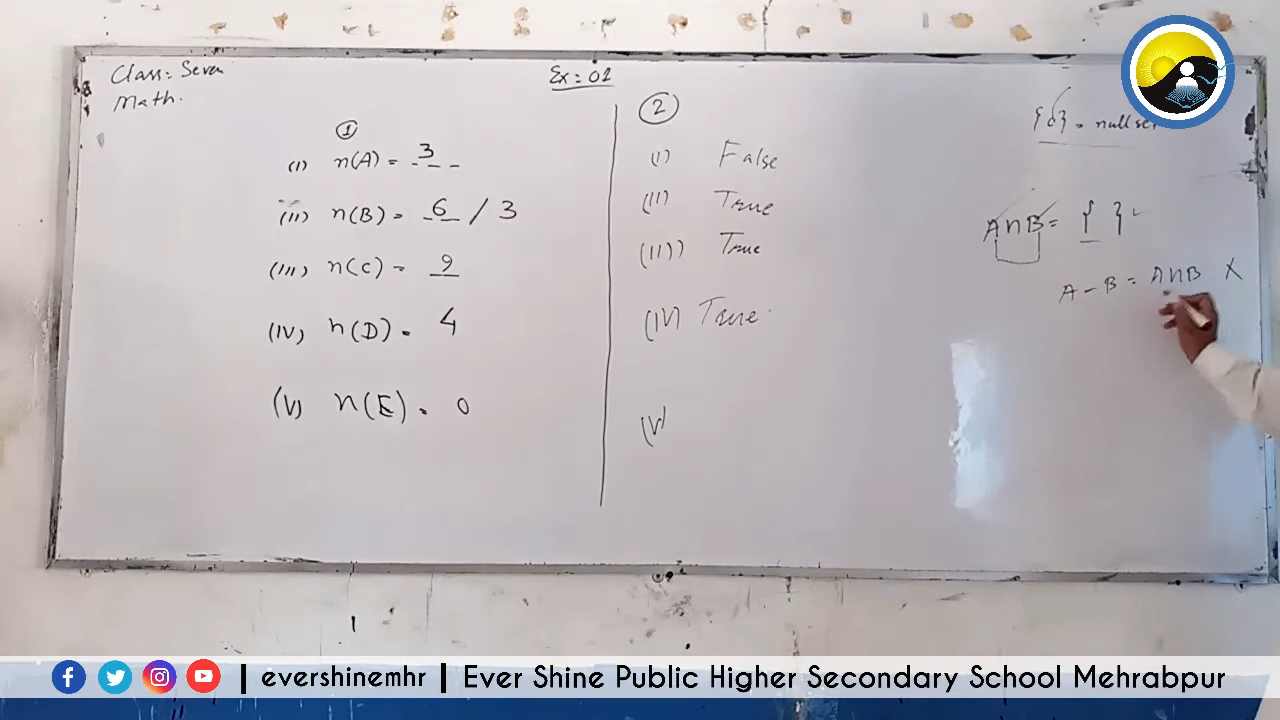 Class: Seven
Math.
Ex: 01
①
(I) n(A) = 3
(II) n(B) = 6 / 3
(III) n(C) = 9
(IV) n(D) = 4
(V) n(E) = 0
②
(I) False
(II) True
(III) True
(IV) True.
(V)
= null set
A∩B = { }
A - B = A∩B X
evershinemhr | Ever Shine Public Higher Secondary School Mehrabpur